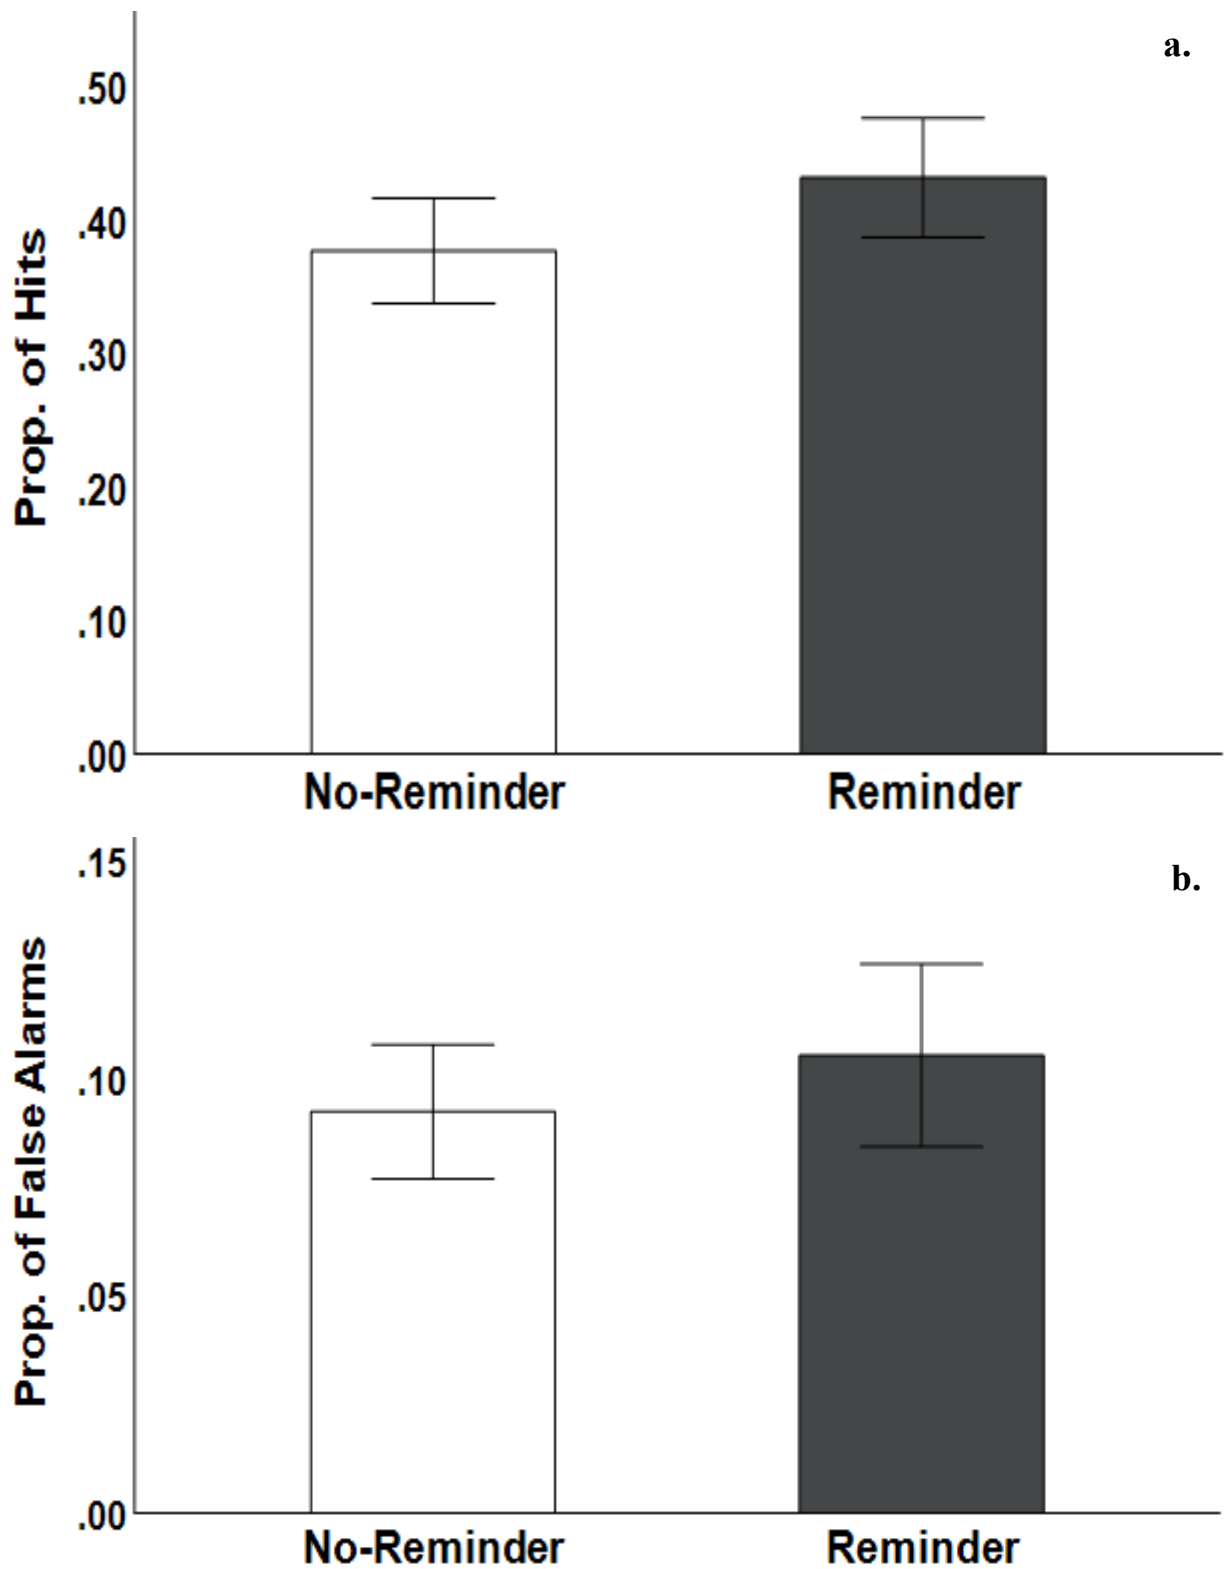 a.
Prop. of Hits
.50
.40
.30
.20
.10
.00
No-Reminder Reminder
b.
Prop. of False Alarms
.15
.10
.05
.00
No-Reminder Reminder